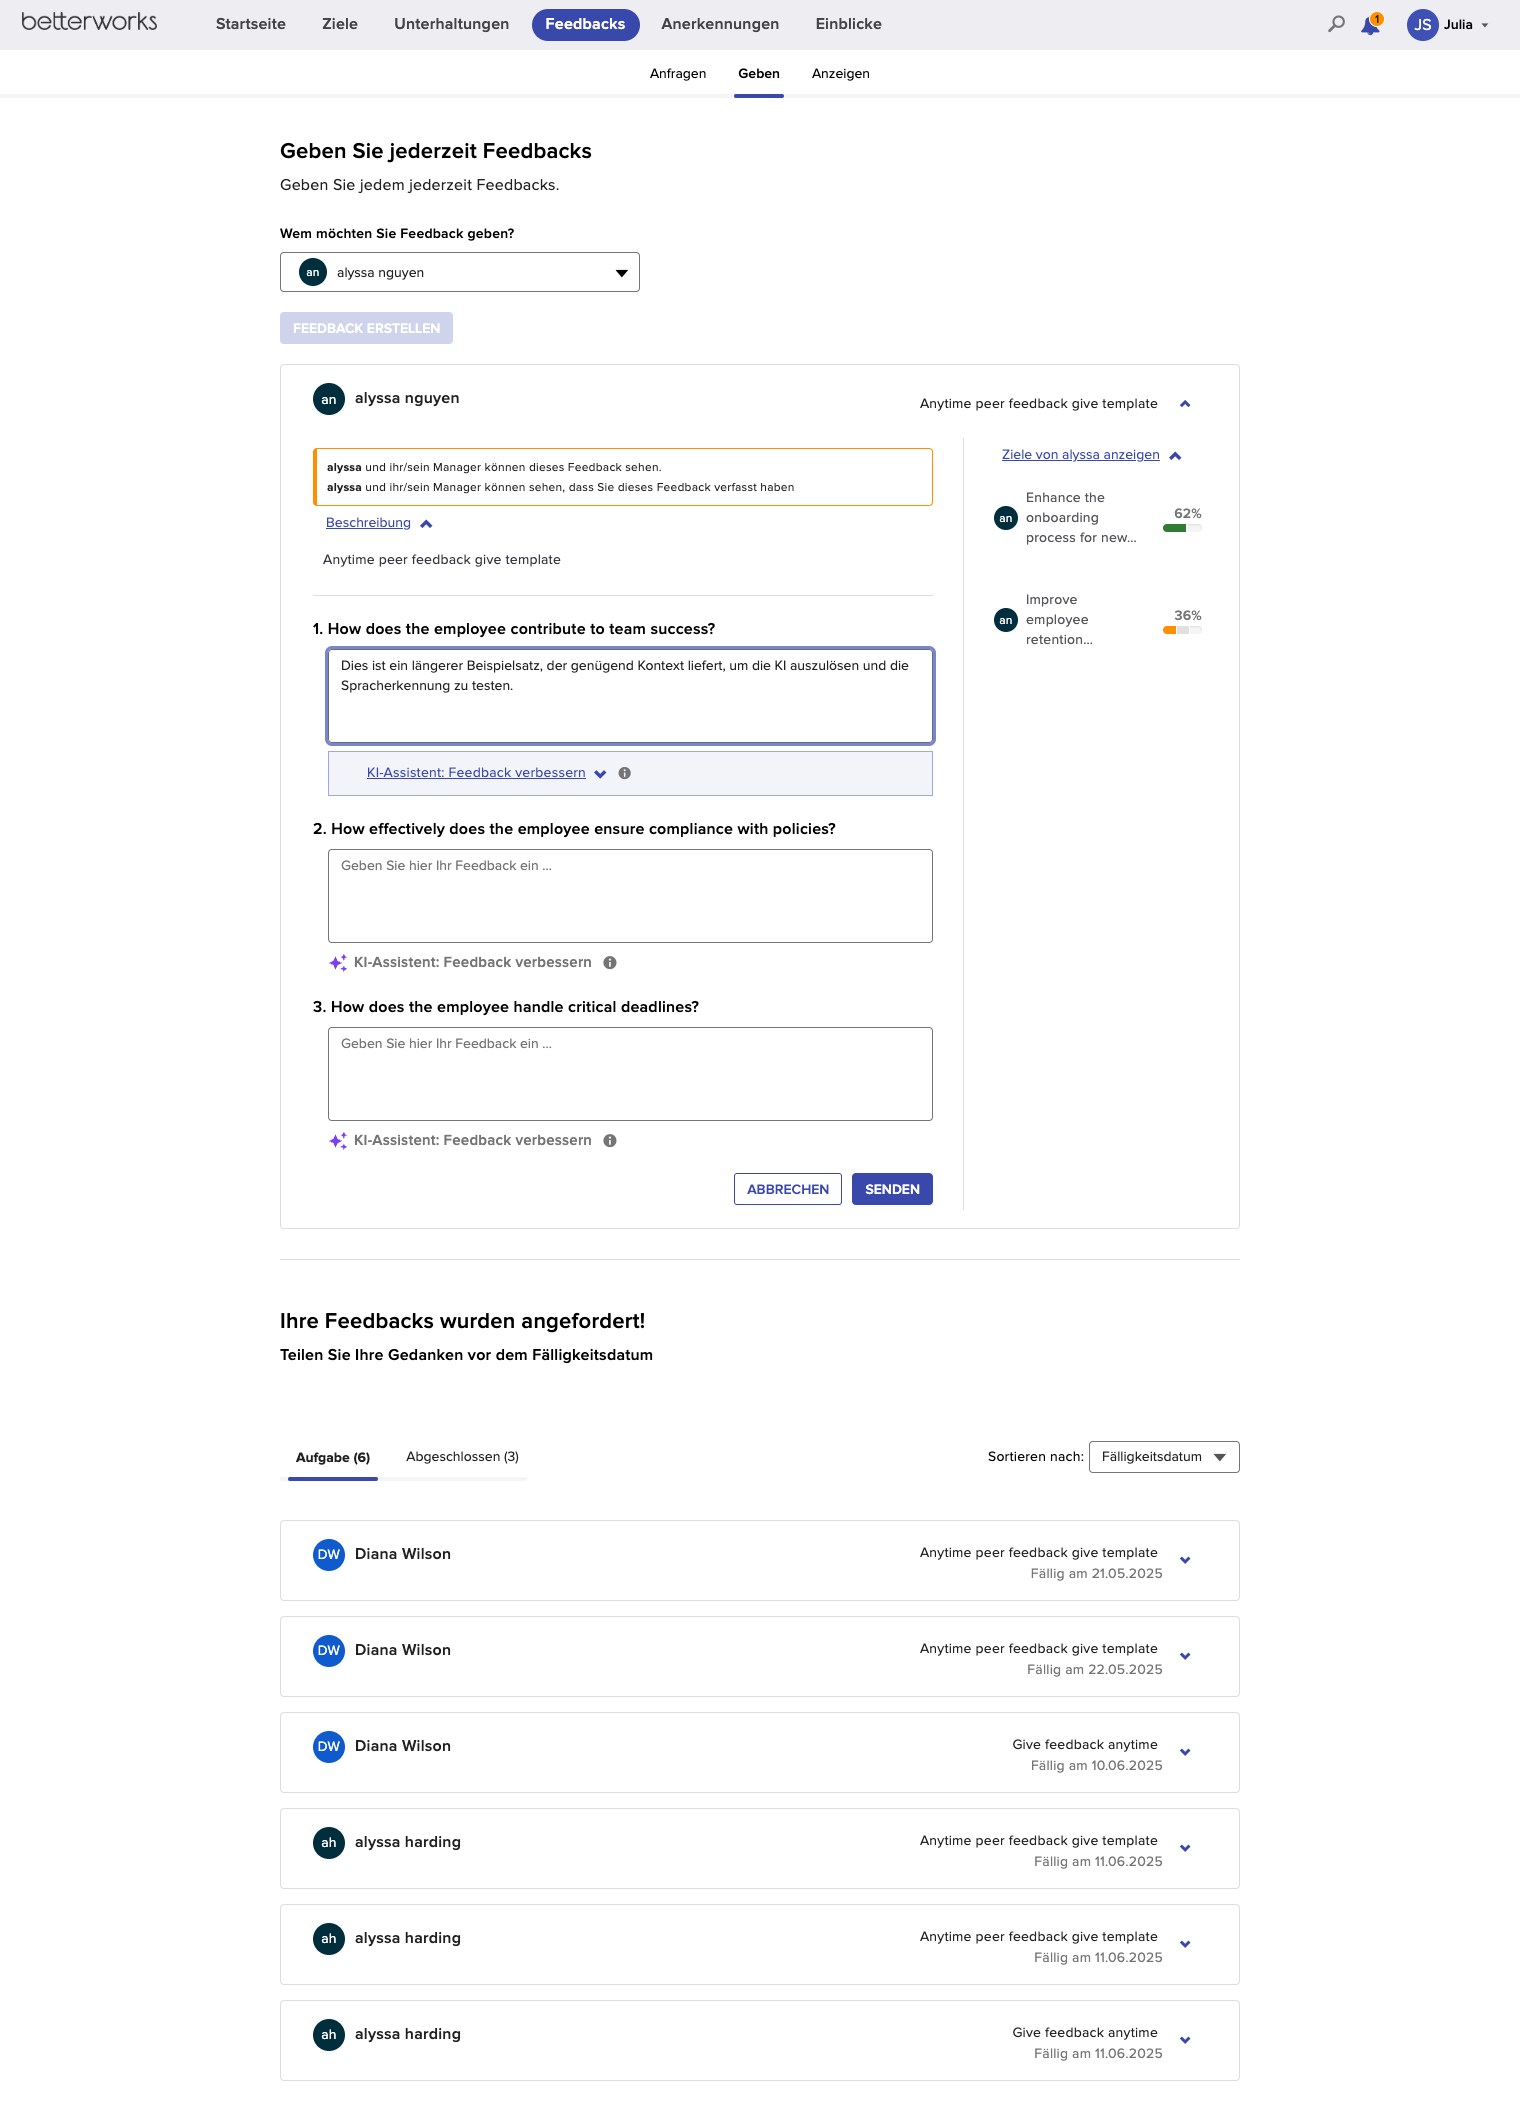 betterworks
Startseite
Ziele
Unterhaltungen
Feedbacks
Anerkennungen
Einblicke
1
JS
Julia
Anfragen
Geben
Anzeigen
Geben Sie jederzeit Feedbacks
Geben Sie jedem jederzeit Feedbacks.
Wem möchten Sie Feedback geben?
an
alyssa nguyen
FEEDBACK ERSTELLEN
an
alyssa nguyen
Anytime peer feedback give template
alyssa und ihr/sein Manager können dieses Feedback sehen.
alyssa und ihr/sein Manager können sehen, dass Sie dieses Feedback verfasst haben
Beschreibung
Anytime peer feedback give template
1. How does the employee contribute to team success?
Dies ist ein längerer Beispielsatz, der genügend Kontext liefert, um die KI auszulösen und die
Spracherkennung zu testen.
KI-Assistent: Feedback verbessern
2. How effectively does the employee ensure compliance with policies?
Geben Sie hier Ihr Feedback ein ...
KI-Assistent: Feedback verbessern
3. How does the employee handle critical deadlines?
Geben Sie hier Ihr Feedback ein ...
KI-Assistent: Feedback verbessern
ABBRECHEN
SENDEN
Ziele von alyssa anzeigen
an
Enhance the
onboarding
process for new...
62%
an
Improve
employee
retention...
36%
Ihre Feedbacks wurden angefordert!
Teilen Sie Ihre Gedanken vor dem Fälligkeitsdatum
Aufgabe (6)
Abgeschlossen (3)
Sortieren nach:
Fälligkeitsdatum
DW
Diana Wilson
Anytime peer feedback give template
Fällig am 21.05.2025
DW
Diana Wilson
Anytime peer feedback give template
Fällig am 22.05.2025
DW
Diana Wilson
Give feedback anytime
Fällig am 10.06.2025
ah
alyssa harding
Anytime peer feedback give template
Fällig am 11.06.2025
ah
alyssa harding
Anytime peer feedback give template
Fällig am 11.06.2025
ah
alyssa harding
Give feedback anytime
Fällig am 11.06.2025